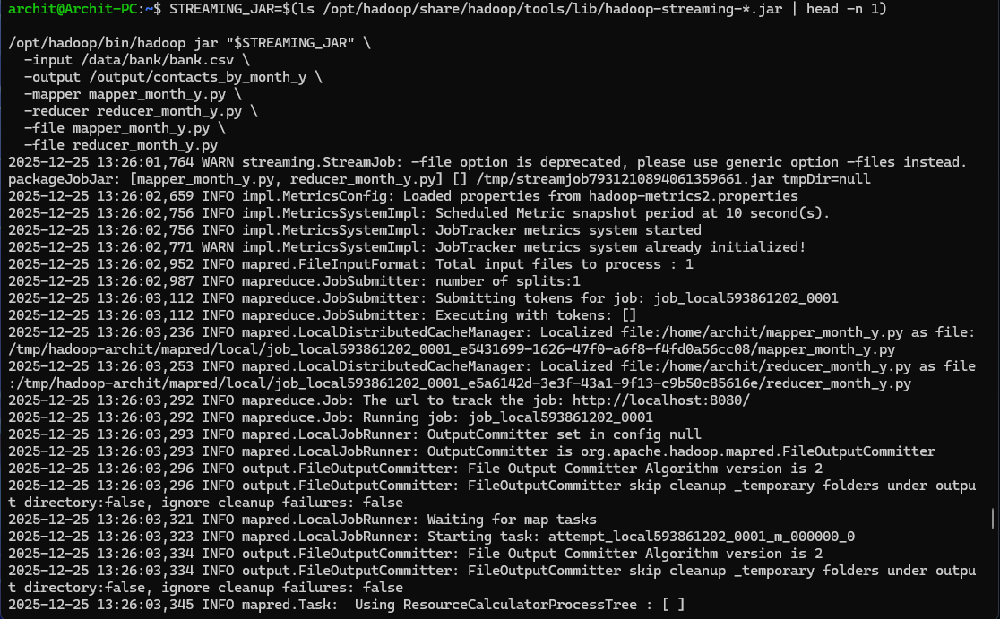 archit@Archit-PC:~$ STREAMING_JAR=$(ls /opt/hadoop/share/hadoop/tools/lib/hadoop-streaming-*.jar | head -n 1)
/opt/hadoop/bin/hadoop jar "$STREAMING_JAR" \
-input /data/bank/bank.csv \
-output /output/contacts_by_month_y \
-mapper mapper_month_y.py \
-reducer reducer_month_y.py \
-file mapper_month_y.py \
-file reducer_month_y.py
2025-12-25 13:26:01,764 WARN streaming.StreamJob: -file option is deprecated, please use generic option -files instead.
packageJobJar: [mapper_month_y.py, reducer_month_y.py] [] /tmp/streamjob7931210894061359661.jar tmpDir=null
2025-12-25 13:26:02,659 INFO impl.MetricsConfig: Loaded properties from hadoop-metrics2.properties
2025-12-25 13:26:02,756 INFO impl.MetricsSystemImpl: Scheduled Metric snapshot period at 10 second(s).
2025-12-25 13:26:02,756 INFO impl.MetricsSystemImpl: JobTracker metrics system started
2025-12-25 13:26:02,771 WARN impl.MetricsSystemImpl: JobTracker metrics system already initialized!
2025-12-25 13:26:02,952 INFO mapred.FileInputFormat: Total input files to process : 1
2025-12-25 13:26:02,987 INFO mapreduce.JobSubmitter: number of splits:1
2025-12-25 13:26:03,112 INFO mapreduce.JobSubmitter: Submitting tokens for job: job_local593861202_0001
2025-12-25 13:26:03,112 INFO mapreduce.JobSubmitter: Executing with tokens: []
2025-12-25 13:26:03,236 INFO mapred.LocalDistributedCacheManager: Localized file:/home/archit/mapper_month_y.py as file:
/tmp/hadoop-archit/mapred/local/job_local593861202_0001_e5431699-1626-47f0-a6f8-f4fd0a56cc08/mapper_month_y.py
2025-12-25 13:26:03,253 INFO mapred.LocalDistributedCacheManager: Localized file:/home/archit/reducer_month_y.py as file
:/tmp/hadoop-archit/mapred/local/job_local593861202_0001_e5a6142d-3e3f-43a1-9f13-c9b50c85616e/reducer_month_y.py
2025-12-25 13:26:03,292 INFO mapreduce.Job: The url to track the job: http://localhost:8080/
2025-12-25 13:26:03,292 INFO mapreduce.Job: Running job: job_local593861202_0001
2025-12-25 13:26:03,293 INFO mapred.LocalJobRunner: OutputCommitter set in config null
2025-12-25 13:26:03,293 INFO mapred.LocalJobRunner: OutputCommitter is org.apache.hadoop.mapred.FileOutputCommitter
2025-12-25 13:26:03,296 INFO output.FileOutputCommitter: File Output Committer Algorithm version is 2
2025-12-25 13:26:03,296 INFO output.FileOutputCommitter: FileOutputCommitter skip cleanup _temporary folders under outpu
t directory:false, ignore cleanup failures: false
2025-12-25 13:26:03,321 INFO mapred.LocalJobRunner: Waiting for map tasks
2025-12-25 13:26:03,323 INFO mapred.LocalJobRunner: Starting task: attempt_local593861202_0001_m_000000_0
2025-12-25 13:26:03,334 INFO output.FileOutputCommitter: File Output Committer Algorithm version is 2
2025-12-25 13:26:03,334 INFO output.FileOutputCommitter: FileOutputCommitter skip cleanup _temporary folders under outpu
t directory:false, ignore cleanup failures: false
2025-12-25 13:26:03,345 INFO mapred.Task:  Using ResourceCalculatorProcessTree : [ ]